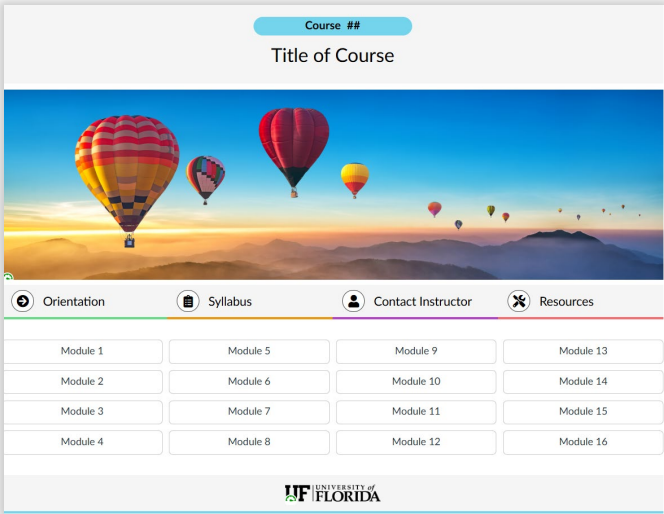 Course ##
Title of Course
Orientation
Syllabus
Contact Instructor
Resources
Module 1
Module 5
Module 9
Module 13
Module 2
Module 6
Module 10
Module 14
Module 3
Module 7
Module 11
Module 15
Module 4
Module 8
Module 12
Module 16
UF UNIVERSITY of
FLORIDA